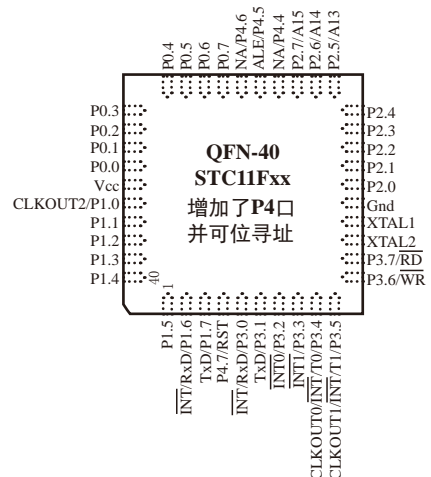 P0.4
P0.5
P0.6
P0.7
NA/P4.6
ALE/P4.5
NA/P4.4
P2.7/A15
P2.6/A14
P2.5/A13
P0.3
P0.2
P0.1
P0.0
Vcc
CLKOUT2/P1.0
P1.1
P1.2
P1.3
P1.4
QFN-40
STC11Fxx
增加了P4口
并可位寻址
P2.4
P2.3
P2.2
P2.1
P2.0
Gnd
XTAL1
XTAL2
P3.7/RD
P3.6/WR
40
1
P1.5
INT/RxD/P1.6
TxD/P1.7
P4.7/RST
INT/RxD/P3.0
TxD/P3.1
INT0/P3.2
INT1/P3.3
CLKOUT0/INT/T0/P3.4
CLKOUT1/INT/T1/P3.5